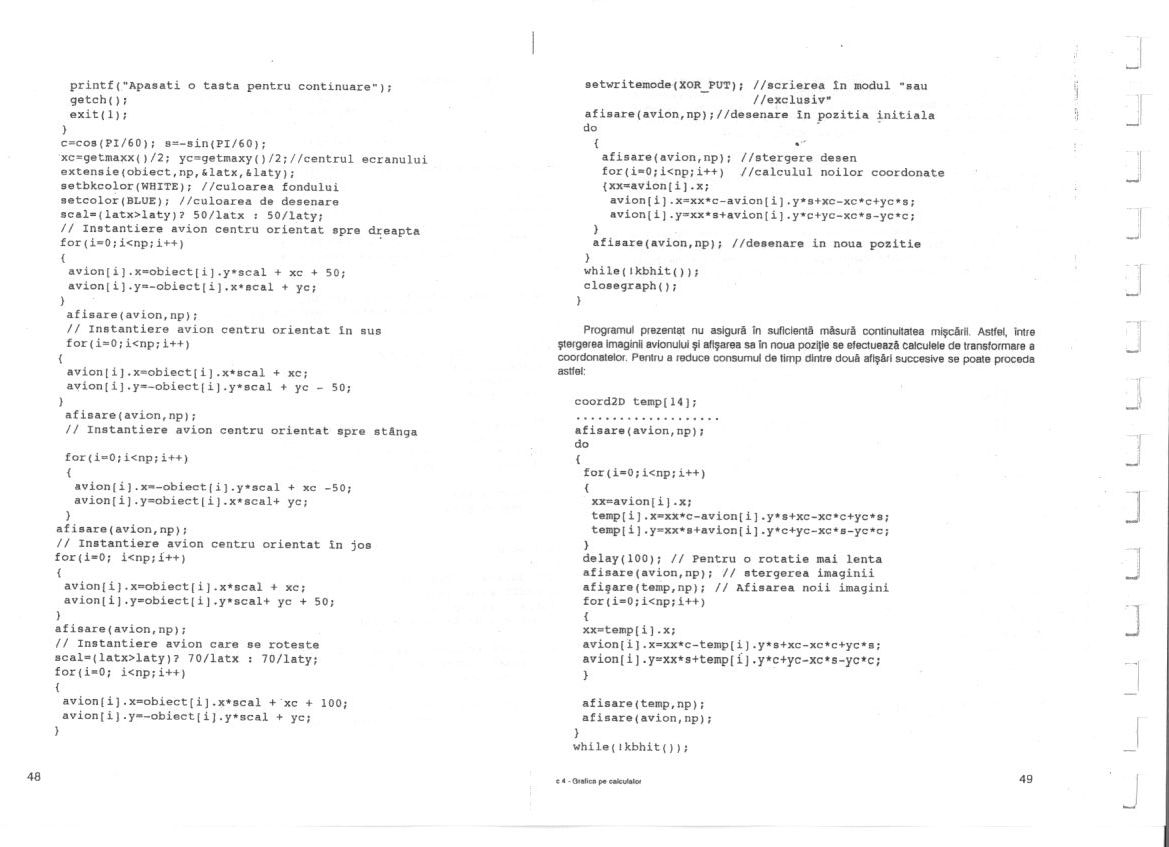 printf("Apasati o tasta pentru continuare");
getch();
exit(1);
}
c=cos(PI/60); s=-sin(PI/60);
xc=getmaxx()/2; yc=getmaxy()/2;//centrul ecranului
extensie(obiect,np,&latx,&laty);
setbkcolor(WHITE); //culoarea fondului
setcolor(BLUE); //culoarea de desenare
scal=(latx>laty)? 50/latx : 50/laty;
// Instantiere avion centru orientat spre dreapta
for(i=0;i<np;i++)
{
avion[i].x=obiect[i].y*scal + xc + 50;
avion[i].y=-obiect[i].x*scal + yc;
}
afisare(avion,np);
// Instantiere avion centru orientat în sus
for(i=0;i<np;i++)
{
avion[i].x=obiect[i].x*scal + xc;
avion[i].y=-obiect[i].y*scal + yc - 50;
}
afisare(avion,np);
// Instantiere avion centru orientat spre stânga
for(i=0;i<np;i++)
{
avion[i].x=-obiect[i].y*scal + xc -50;
avion[i].y=obiect[i].x*scal+ yc;
}
afisare(avion,np);
// Instantiere avion centru orientat în jos
for(i=0; i<np;i++)
{
avion[i].x=obiect[i].x*scal + xc;
avion[i].y=obiect[i].y*scal+ yc + 50;
}
afisare(avion,np);
// Instantiere avion care se roteste
scal=(latx>laty)? 70/latx : 70/laty;
for(i=0; i<np;i++)
{
avion[i].x=obiect[i].x*scal + xc + 100;
avion[i].y=-obiect[i].y*scal + yc;
}
48
setwritemode(XOR_PUT); //scrierea în modul "sau
//exclusiv"
afisare(avion,np);//desenare în pozitia initiala
do
{
afisare(avion,np); //stergere desen
for(i=0;i<np;i++) //calculul noilor coordonate
{xx=avion[i].x;
avion[i].x=xx*c-avion[i].y*s+xc-xc*c+yc*s;
avion[i].y=xx*s+avion[i].y*c+yc-xc*s-yc*c;
}
afisare(avion,np); //desenare in noua pozitie
}
while(!kbhit());
closegraph();
}
Programul prezentat nu asigură în suficientă măsură continuitatea mişcării. Astfel, între
ştergerea imaginii avionului şi afişarea sa în noua poziţie se efectuează calculele de transformare a
coordonatelor. Pentru a reduce consumul de timp dintre două afişări succesive se poate proceda
astfel:
coord2D temp[14];
....................
afisare(avion,np);
do
{
for(i=0;i<np;i++)
{
xx=avion[i].x;
temp[i].x=xx*c-avion[i].y*s+xc-xc*c+yc*s;
temp[i].y=xx*s+avion[i].y*c+yc-xc*s-yc*c;
}
delay(100); // Pentru o rotatie mai lenta
afisare(avion,np); // stergerea imaginii
afişare(temp,np); // Afisarea noii imagini
for(i=0;i<np;i++)
{
xx=temp[i].x;
avion[i].x=xx*c-temp[i].y*s+xc-xc*c+yc*s;
avion[i].y=xx*s+temp[i].y*c+yc-xc*s-yc*c;
}
afisare(temp,np);
afisare(avion,np);
}
while(!kbhit());
c 4 - Grafica pe calculalor
49